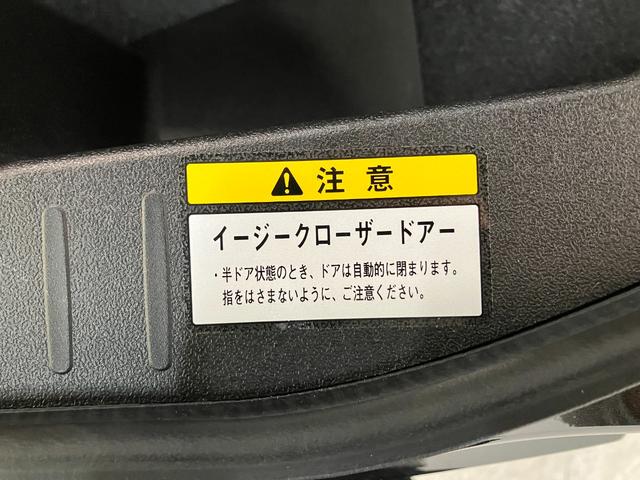 注意
イージークローザードアー
・半ドア状態のとき、ドアは自動的に閉まります。
指をはさまないように、ご注意ください。